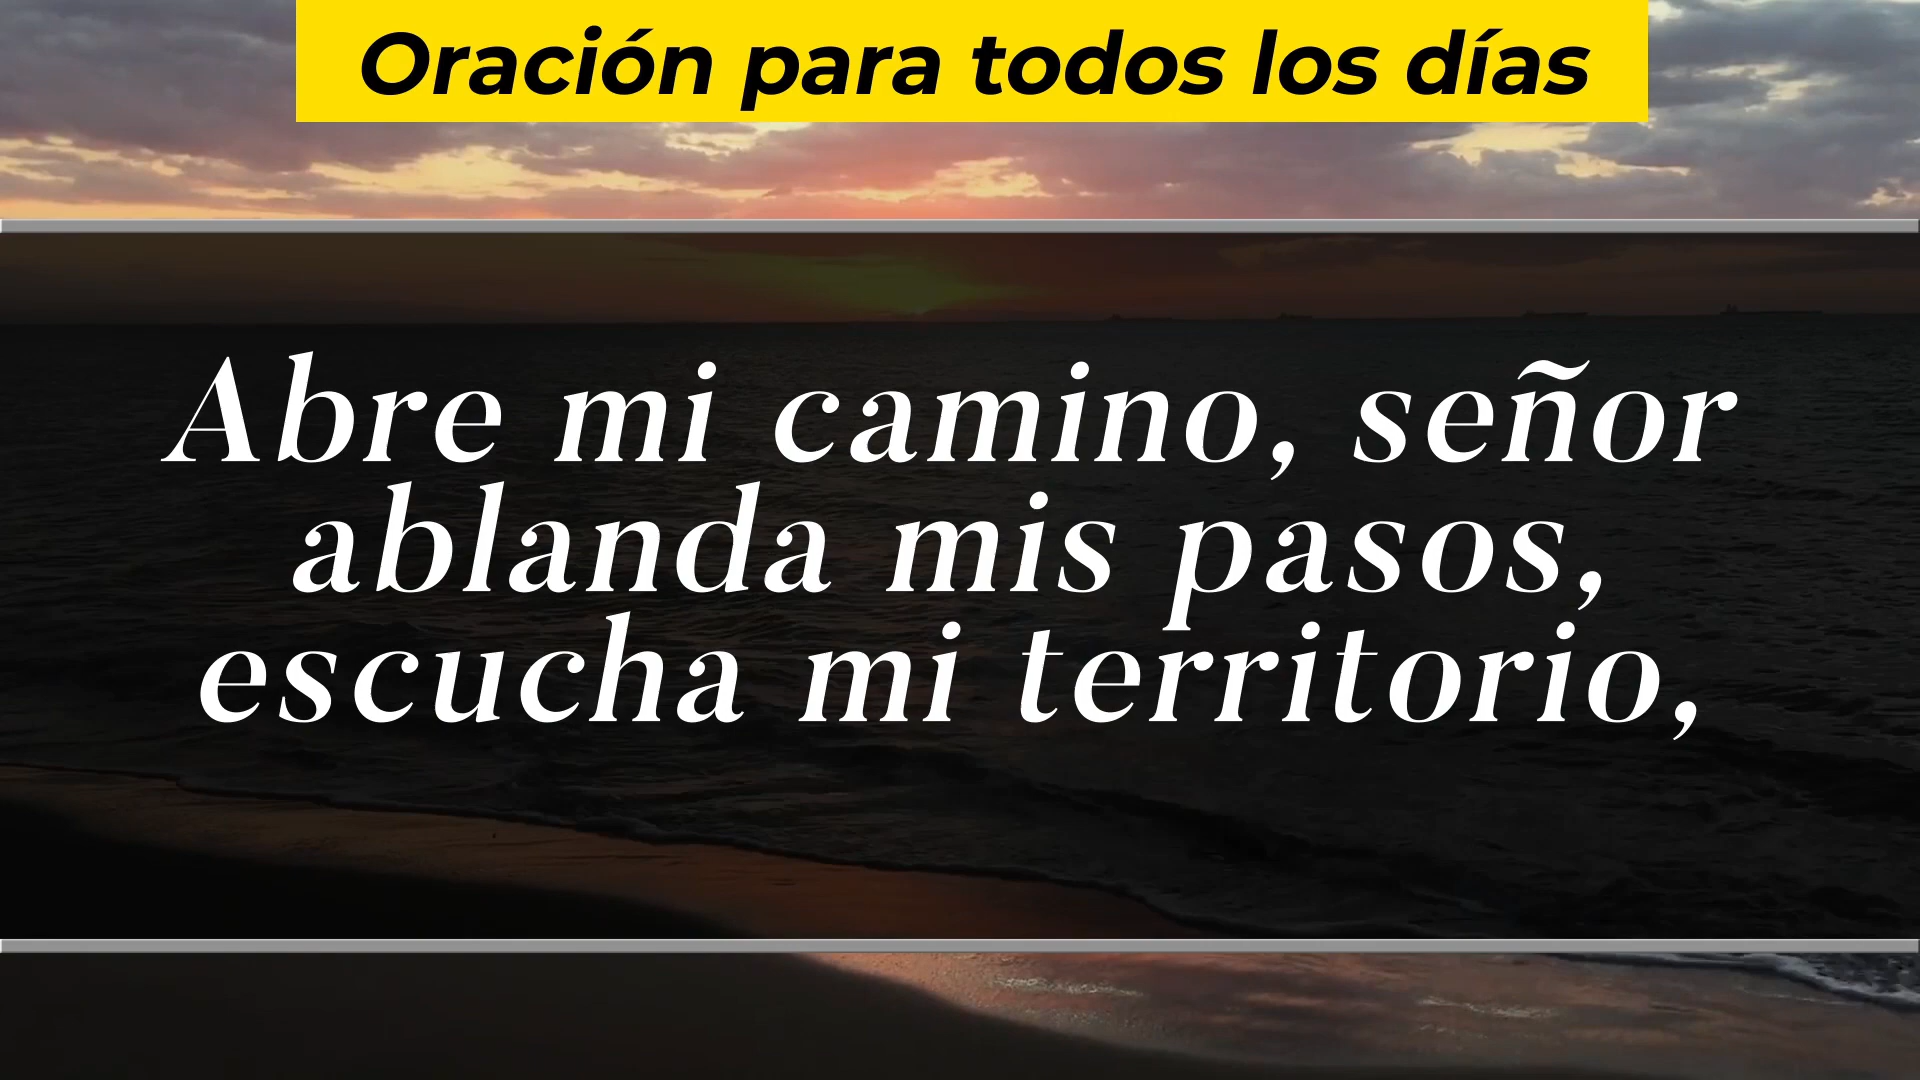 Oración para todos los días
Abre mi camino, señor
ablanda mis pasos,
escucha mi territorio,